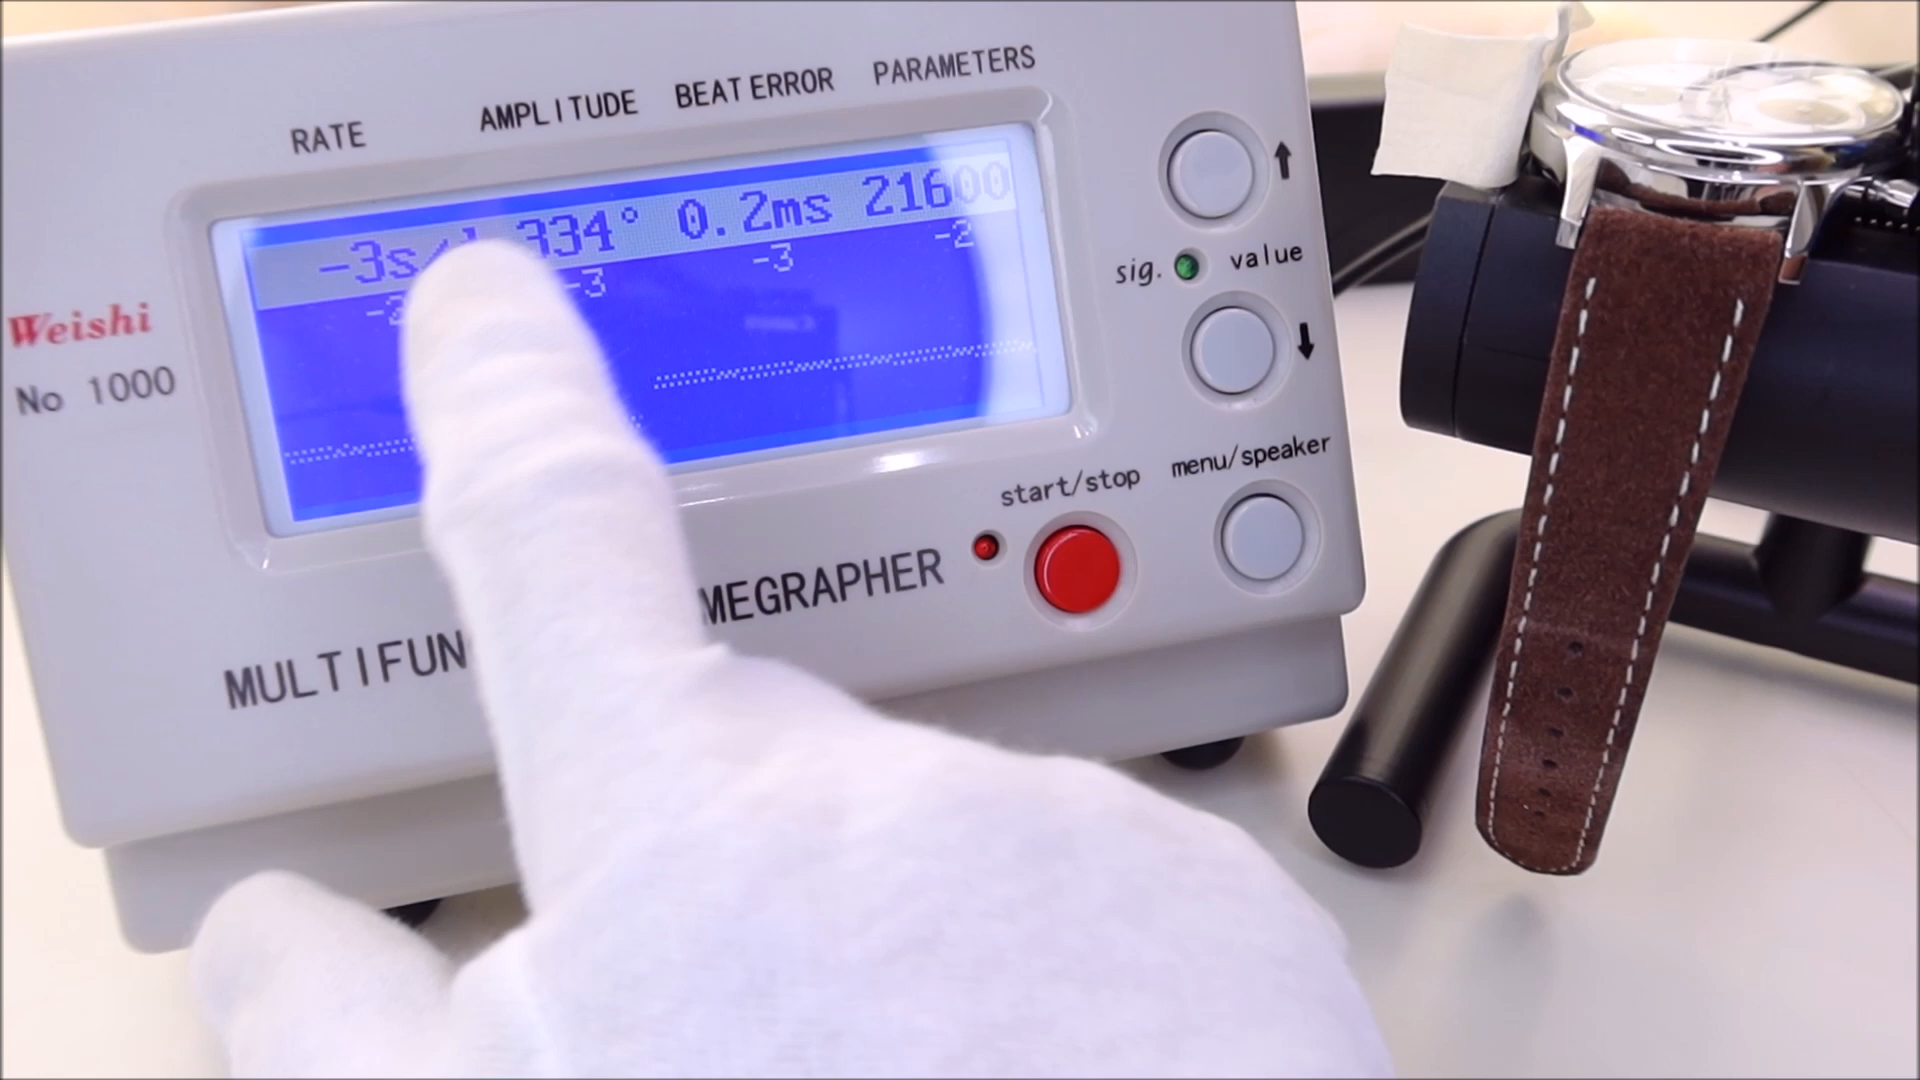 RATE AMPLITUDE BEAT ERROR PARAMETERS
-3s/ 334° 0.2ms 21600
-3 -3 -2
sig. value
Weishi
No 1000
start/stop menu/speaker
MULTIFUN MEGRAPHER